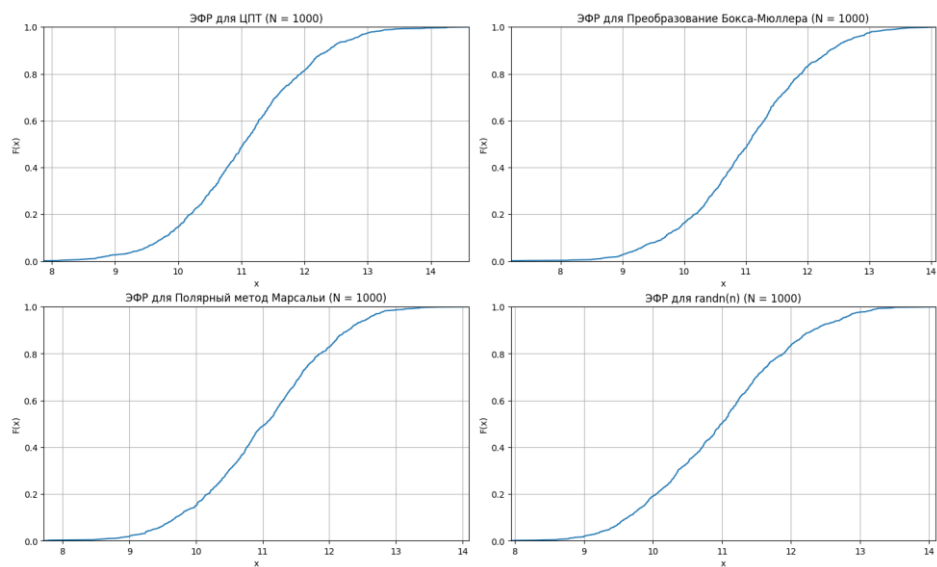 ЭФР для ЦПТ (N = 1000)
1.0
0.8
0.6
0.4
0.2
0.0
F(x)
8 9 10 11 12 13 14
x
ЭФР для Преобразование Бокса-Мюллера (N = 1000)
1.0
0.8
0.6
0.4
0.2
0.0
F(x)
8 9 10 11 12 13 14
x
ЭФР для Полярный метод Марсальи (N = 1000)
1.0
0.8
0.6
0.4
0.2
0.0
F(x)
8 9 10 11 12 13 14
x
ЭФР для randn(n) (N = 1000)
1.0
0.8
0.6
0.4
0.2
0.0
F(x)
8 9 10 11 12 13 14
x